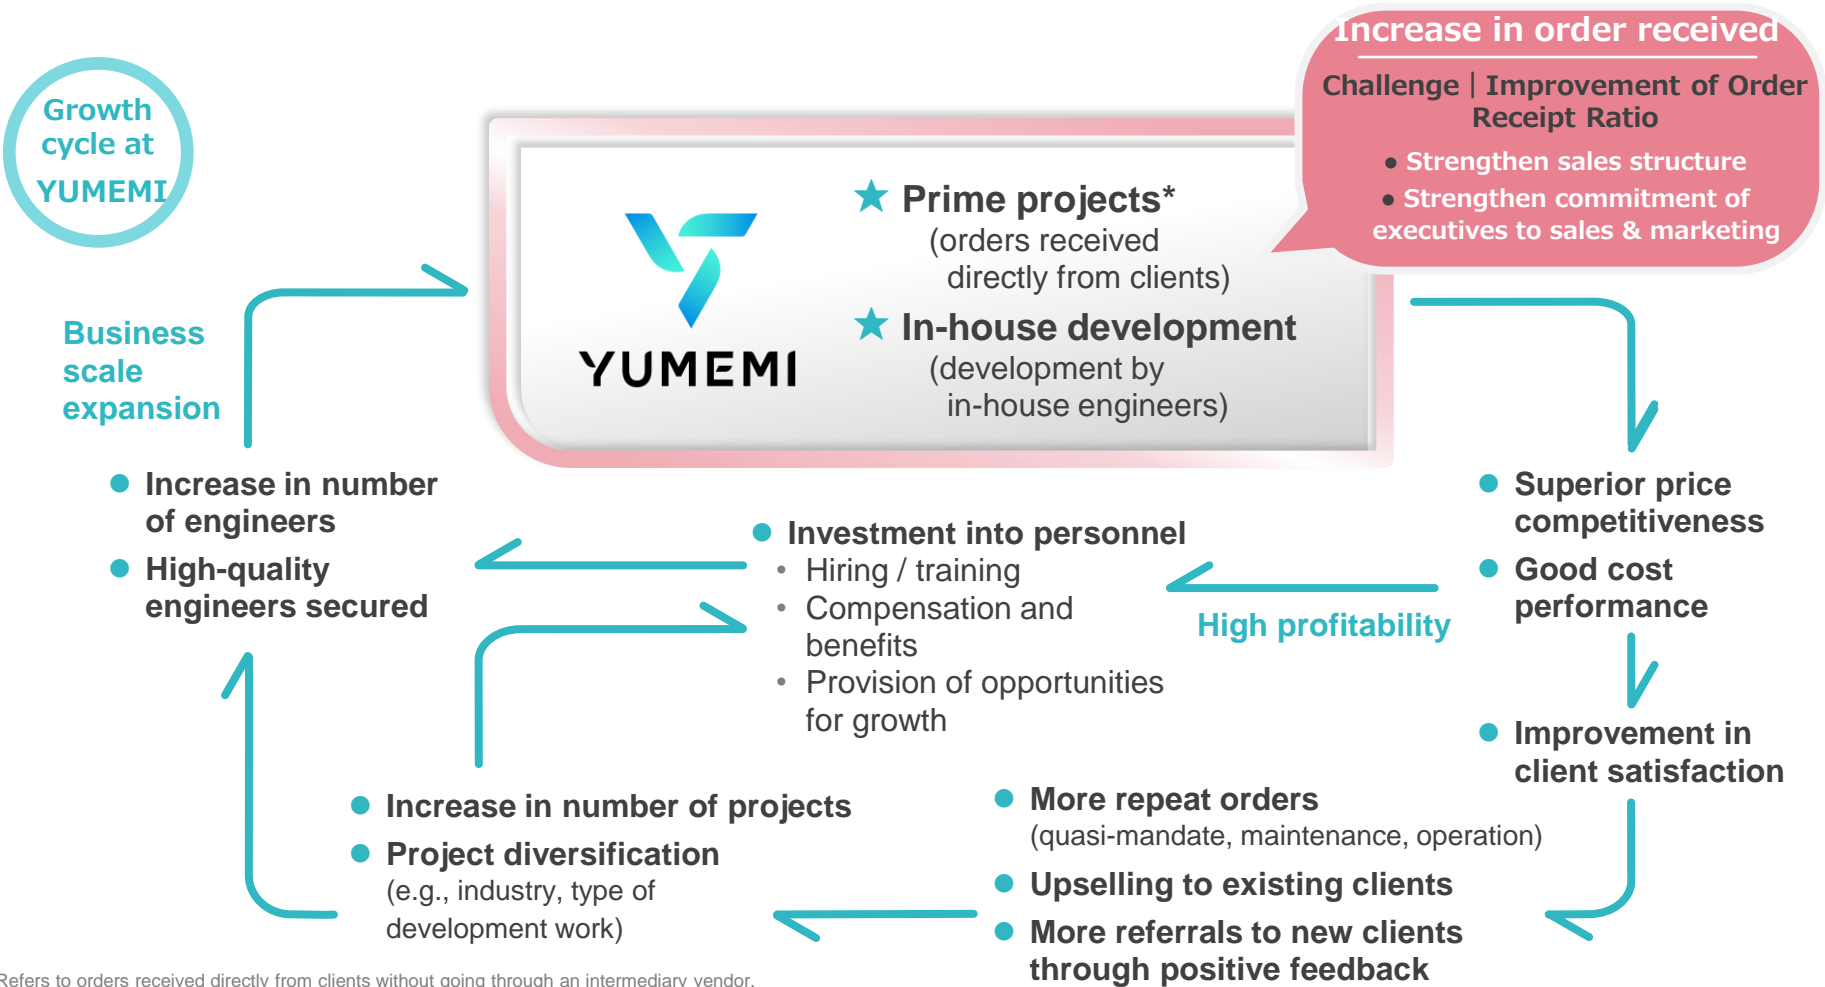 Growth
cycle at
YUMEMI
Increase in order received
Challenge | Improvement of Order
Receipt Ratio
● Strengthen sales structure
● Strengthen commitment of
executives to sales & marketing
YUMEMI
★ Prime projects*
(orders received
directly from clients)
★ In-house development
(development by
in-house engineers)
Business
scale
expansion
● Increase in number
of engineers
● High-quality
engineers secured
● Investment into personnel
• Hiring / training
• Compensation and
benefits
• Provision of opportunities
for growth
High profitability
● Superior price
competitiveness
● Good cost
performance
● Improvement in
client satisfaction
● More repeat orders
(quasi-mandate, maintenance, operation)
● Upselling to existing clients
● More referrals to new clients
through positive feedback
● Increase in number of projects
● Project diversification
(e.g., industry, type of
development work)
Refers to orders received directly from clients without going through an intermediary vendor.